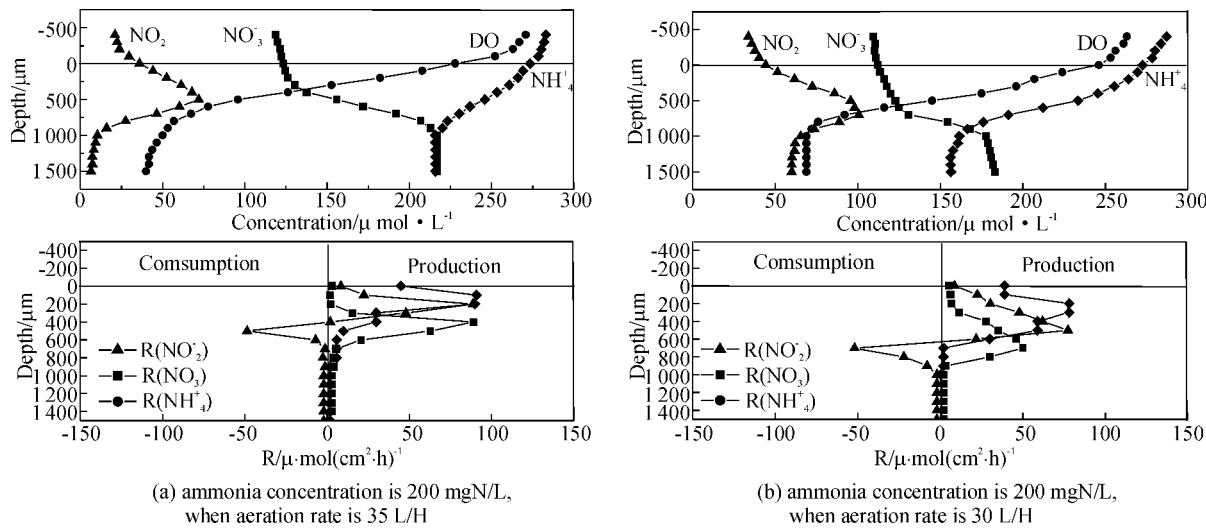 -500
0
500
1 000
1 500
Depth/μm
NO₂
NO⁻₃
DO
NH⁺₄
0 50 100 150 200 250 300
Concentration/μ mol • L⁻¹
-400
-200
0
200
400
600
800
1 000
1 200
1 400
Depth/μm
Comsumption
Production
R(NO⁻₂)
R(NO₃)
R(NH⁺₄)
-150 -100 -50 0 50 100 150
R/μ·mol(cm²·h)⁻¹
(a) ammonia concentration is 200 mgN/L,
when aeration rate is 35 L/H
-500
0
500
1 000
1 500
Depth/μm
NO₂
NO⁻₃
DO
NH⁺₄
0 50 100 150 200 250 300
Concentration/μ mol • L⁻¹
-400
-200
0
200
400
600
800
1 000
1 200
1 400
Depth/μm
Comsumption
Production
R(NO⁻₂)
R(NO₃)
R(NH⁺₄)
-150 -100 -50 0 50 100 150
R/μ·mol(cm²·h)⁻¹
(b) ammonia concentration is 200 mgN/L,
when aeration rate is 30 L/H